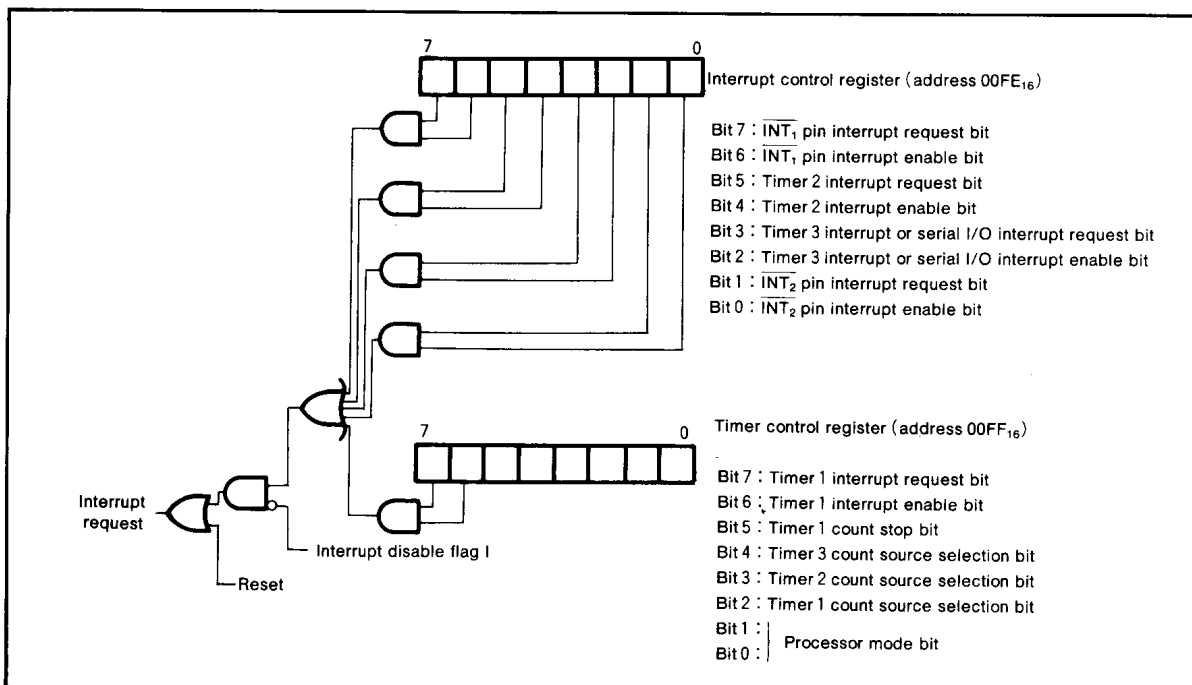 7 0
Interrupt control register (address 00FE₁₆)
Bit 7 : I̅N̅T̅₁̅ pin interrupt request bit
Bit 6 : I̅N̅T̅₁̅ pin interrupt enable bit
Bit 5 : Timer 2 interrupt request bit
Bit 4 : Timer 2 interrupt enable bit
Bit 3 : Timer 3 interrupt or serial I/O interrupt request bit
Bit 2 : Timer 3 interrupt or serial I/O interrupt enable bit
Bit 1 : I̅N̅T̅₂̅ pin interrupt request bit
Bit 0 : I̅N̅T̅₂̅ pin interrupt enable bit
7 0
Timer control register (address 00FF₁₆)
Bit 7 : Timer 1 interrupt request bit
Bit 6 : Timer 1 interrupt enable bit
Bit 5 : Timer 1 count stop bit
Bit 4 : Timer 3 count source selection bit
Bit 3 : Timer 2 count source selection bit
Bit 2 : Timer 1 count source selection bit
Bit 1 :
Bit 0 :
Processor mode bit
Interrupt
request
Interrupt disable flag I
Reset